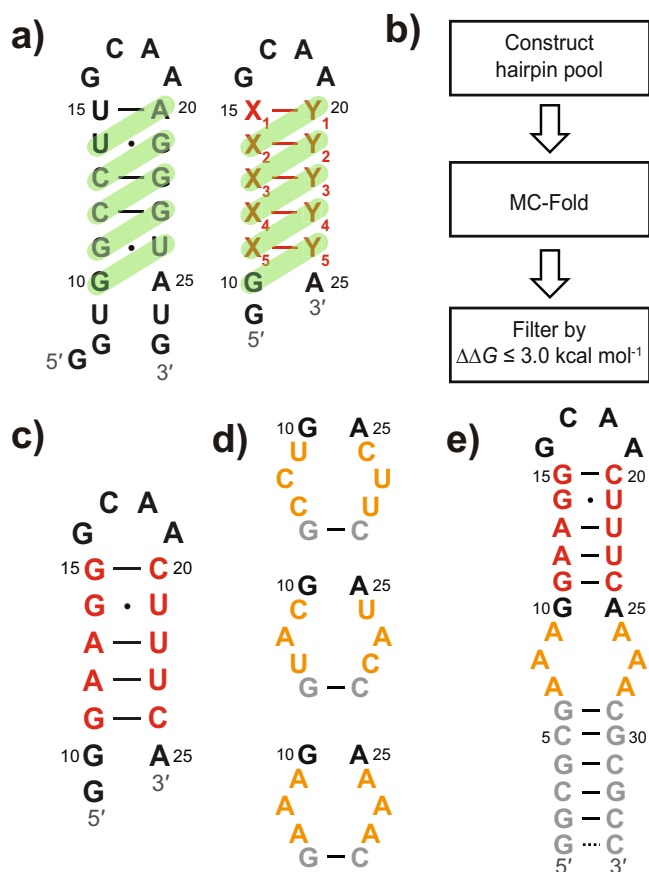 a)
C A
G A
15 U A 20
U G
C G
C G
G U
10 G A 25
U U
5′ G G G
3′
C A
G A
15 X1 Y1 20
X2 Y2
X3 Y3
X4 Y4
X5 Y5
10 G A 25
G 3′
5′
b)
Construct
hairpin pool
MC-Fold
Filter by
ΔΔG ≤ 3.0 kcal mol-1
c)
C A
G A
15 G C 20
G U
A U
A U
G C
10 G A 25
G 3′
5′
d)
10 G A 25
U C
C U
C U
G C
10 G A 25
C U
A A
U C
G C
10 G A 25
A A
A A
A A
G C
e)
C A
G A
15 G C 20
G U
A U
A U
G C
10 G A 25
A A
A A
A A
G C
5 C G 30
G C
C G
G C
G C
5′ 3′